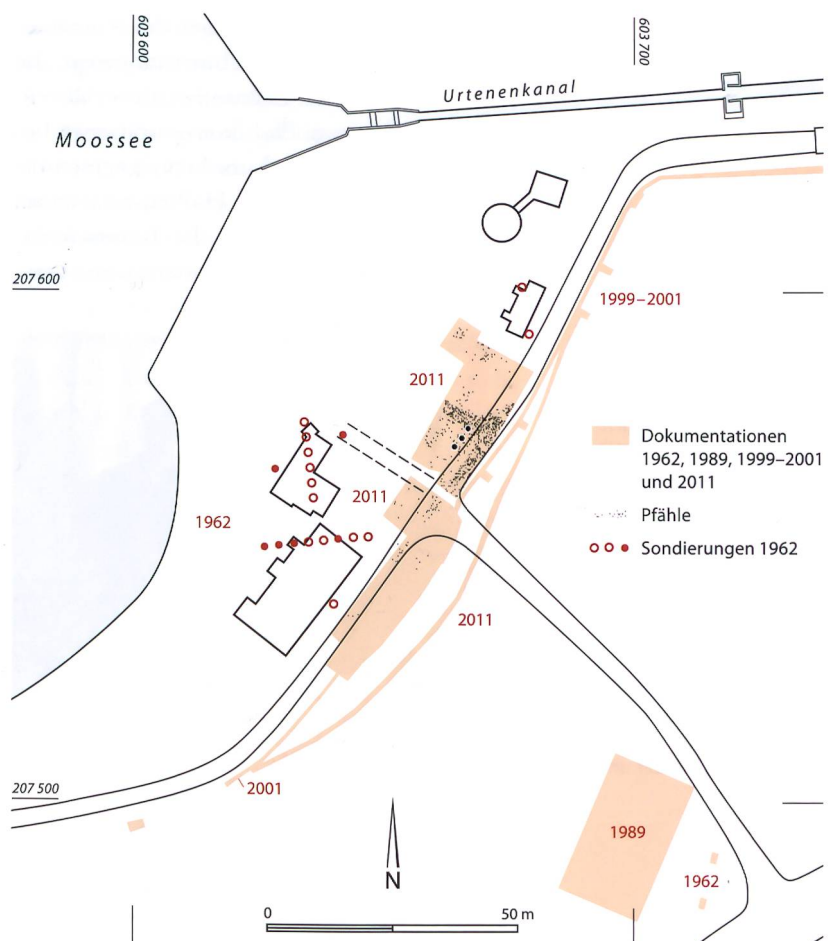 603 600
603 700
Urtenenkanal
Moossee
207 600
1999–2001
2011
Dokumentationen
1962, 1989, 1999–2001
und 2011
2011
Pfähle
1962
Sondierungen 1962
2011
207 500
2001
1989
1962
N
0 50 m